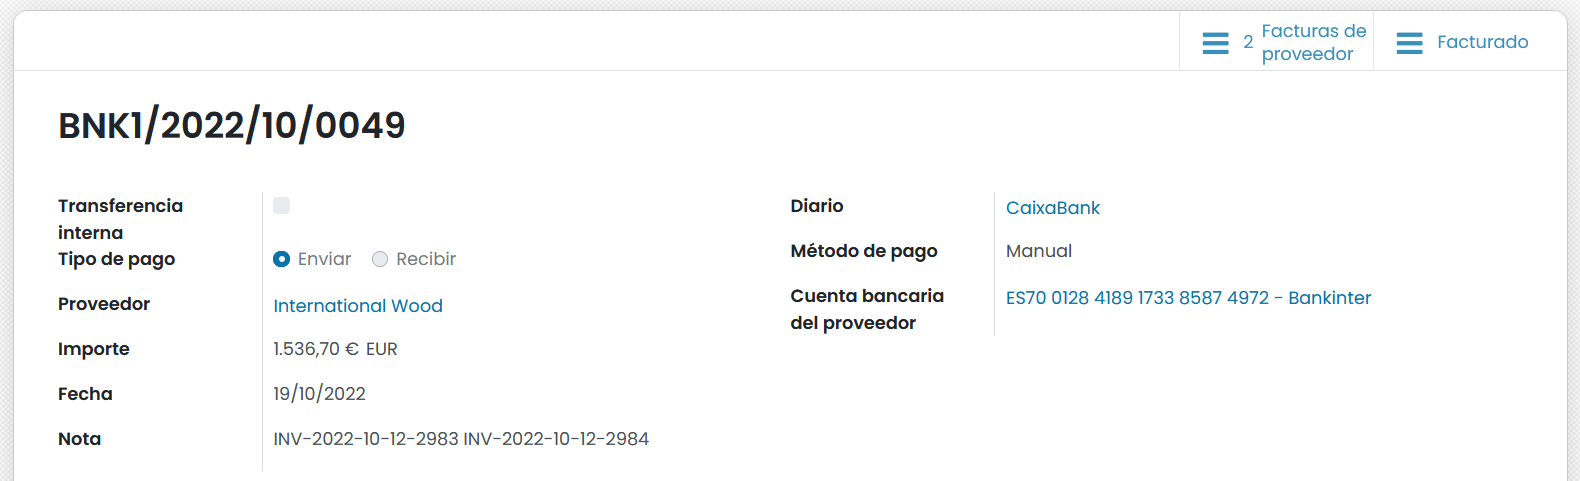 2 Facturas de
proveedor
Facturado
BNK1/2022/10/0049
Transferencia
interna
Tipo de pago
Enviar Recibir
Proveedor
International Wood
Importe
1.536,70 € EUR
Fecha
19/10/2022
Nota
INV-2022-10-12-2983 INV-2022-10-12-2984
Diario
CaixaBank
Método de pago
Manual
Cuenta bancaria
del proveedor
ES70 0128 4189 1733 8587 4972 - Bankinter